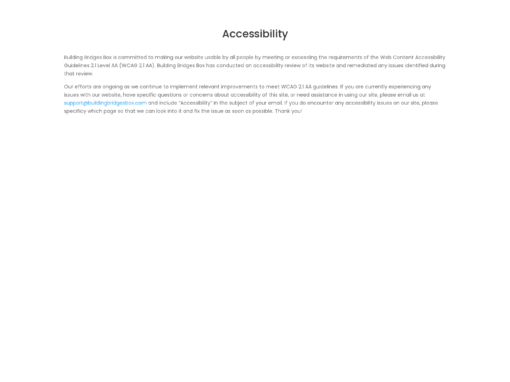 Accessibility
Building Bridges Box is committed to making our website usable by all people by meeting or exceeding the requirements of the Web Content Accessibility
Guidelines 2.1 Level AA (WCAG 2.1 AA). Building Bridges Box has conducted an accessibility review of its website and remediated any issues identified during
that review.
Our efforts are ongoing as we continue to implement relevant improvements to meet WCAG 2.1 AA guidelines. If you are currently experiencing any
issues with our website, have specific questions or concerns about accessibility of this site, or need assistance in using our site, please email us at
support@buildingbridgesbox.com and include "Accessibility" in the subject of your email. If you do encounter any accessibility issues on our site, please
specificy which page so that we can look into it and fix the issue as soon as possible. Thank you!